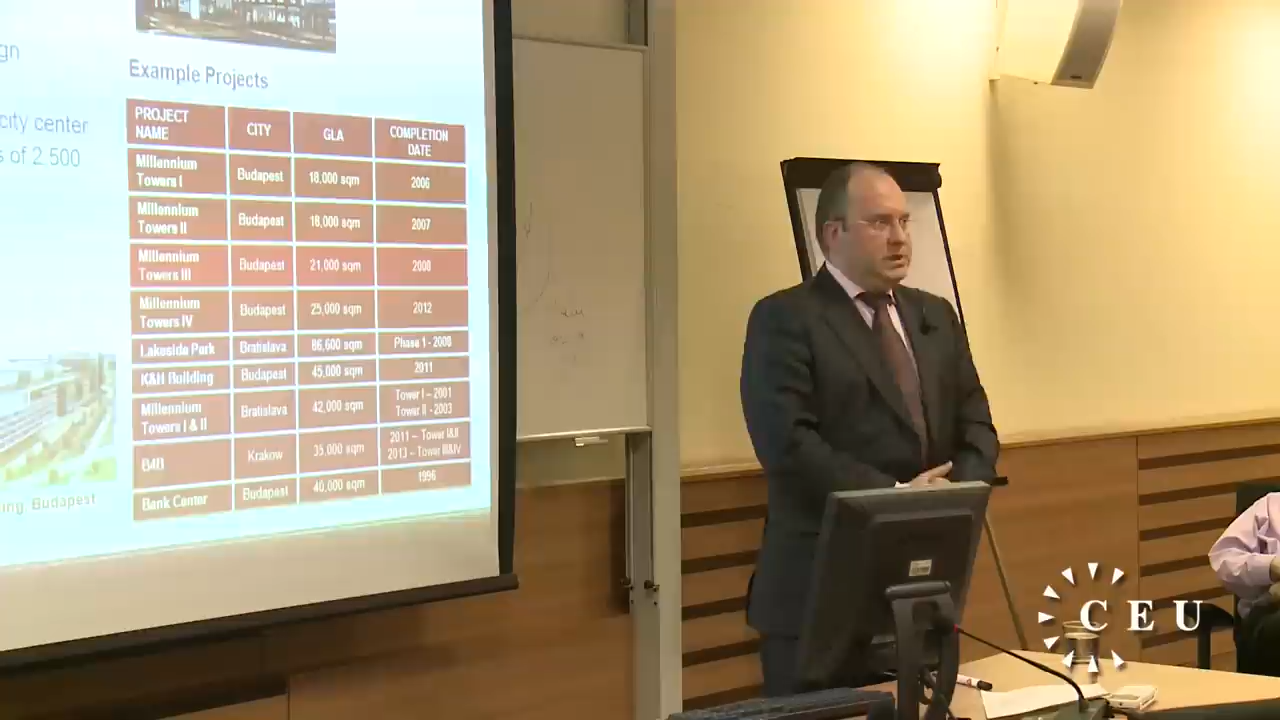 gn
city center
s of 2.500
Example Projects
PROJECT NAME CITY GLA COMPLETION DATE
Millennium Towers I Budapest 18,000 sqm 2006
Millennium Towers II Budapest 18,000 sqm 2007
Millennium Towers III Budapest 21,000 sqm 2008
Millennium Towers IV Budapest 25,000 sqm 2012
Lakeside Park Bratislava 86,600 sqm Phase 1 - 2008
K&H Building Budapest 45,000 sqm 2011
Millennium Towers I & II Bratislava 42,000 sqm Tower I – 2001 Tower II - 2003
B4B Krakow 35,000 sqm 2011 – Tower I&II 2013 – Tower III&IV
Bank Center Budapest 40,000 sqm 1996
ing Budapest
CEU